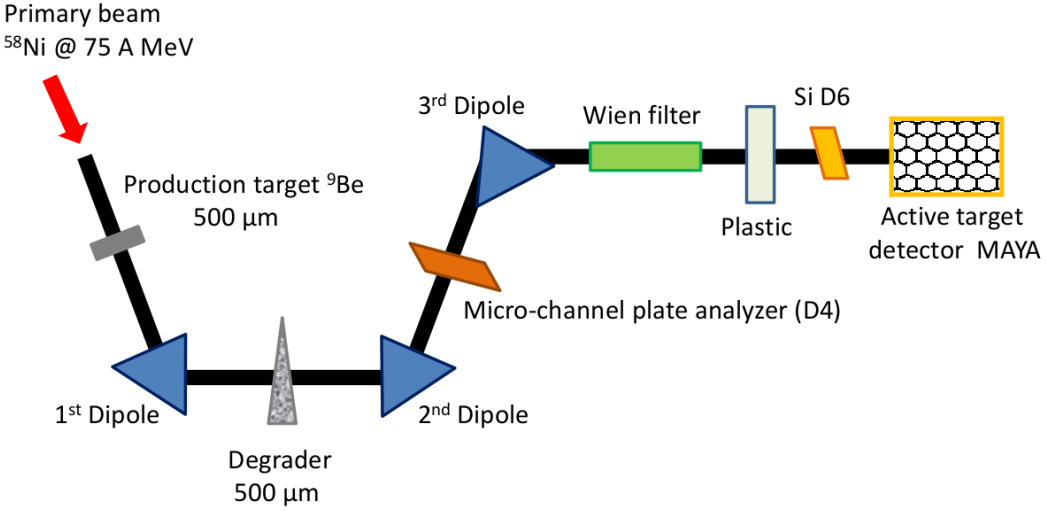 Primary beam
⁵⁸Ni @ 75 A MeV
3ʳᵈ Dipole
Wien filter
Si D6
Production target ⁹Be
500 μm
Plastic
Active target
detector MAYA
Micro-channel plate analyzer (D4)
1ˢᵗ Dipole
2ⁿᵈ Dipole
Degrader
500 μm